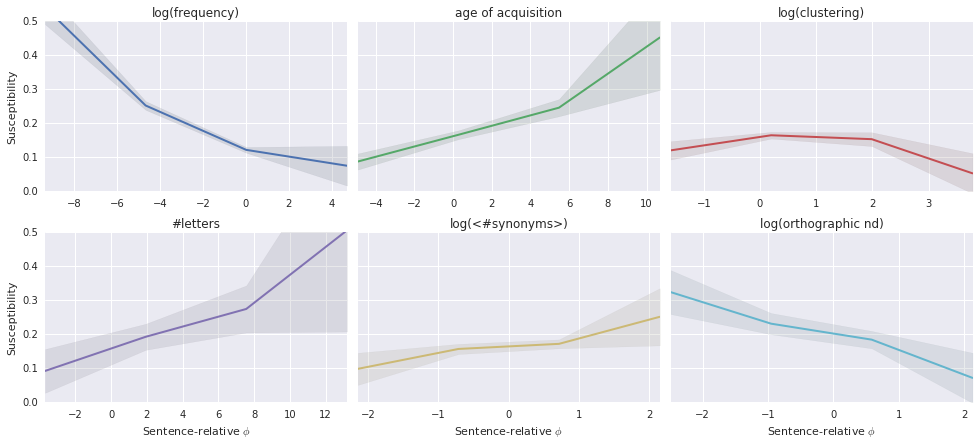 log(frequency) age of acquisition log(clustering)
0.5
0.4
0.3
0.2
0.1
0.0
Susceptibility
−8 −6 −4 −2 0 2 4 −4 −2 0 2 4 6 8 10 −1 0 1 2 3
#letters log(<#synonyms>) log(orthographic nd)
0.5
0.4
0.3
0.2
0.1
0.0
Susceptibility
−2 0 2 4 6 8 10 12 −2 −1 0 1 2 −2 −1 0 1 2
Sentence-relative ϕ Sentence-relative ϕ Sentence-relative ϕ